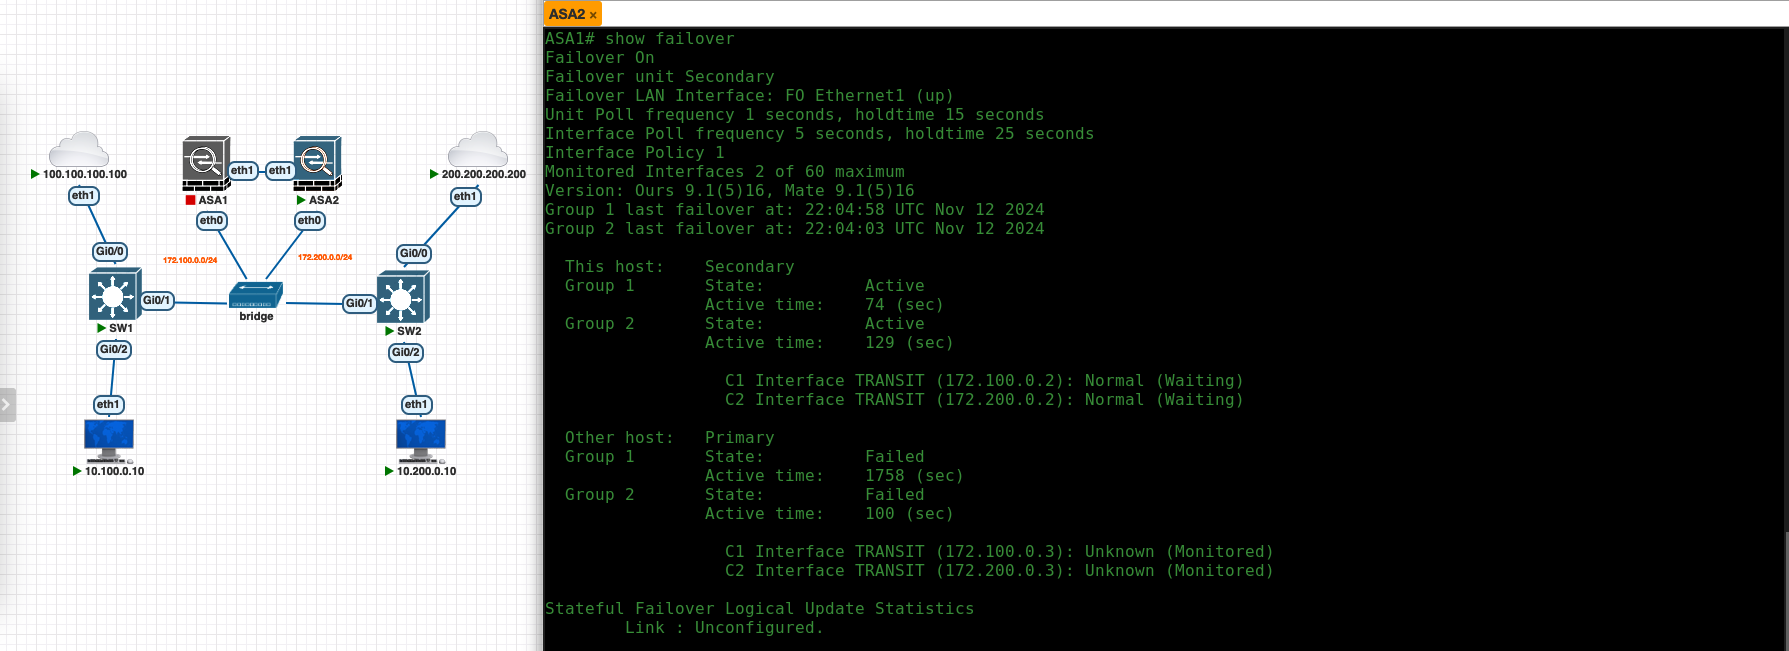 100.100.100.100
eth1
Gi0/0
eth1
eth1
ASA1
ASA2
eth0
eth0
172.100.0.0/24
172.200.0.0/24
200.200.200.200
eth1
Gi0/0
Gi0/1
SW1
bridge
Gi0/1
SW2
Gi0/2
Gi0/2
eth1
eth1
10.100.0.10
10.200.0.10
ASA2 ×
ASA1# show failover
Failover On
Failover unit Secondary
Failover LAN Interface: FO Ethernet1 (up)
Unit Poll frequency 1 seconds, holdtime 15 seconds
Interface Poll frequency 5 seconds, holdtime 25 seconds
Interface Policy 1
Monitored Interfaces 2 of 60 maximum
Version: Ours 9.1(5)16, Mate 9.1(5)16
Group 1 last failover at: 22:04:58 UTC Nov 12 2024
Group 2 last failover at: 22:04:03 UTC Nov 12 2024
This host: Secondary
Group 1 State: Active
Active time: 74 (sec)
Group 2 State: Active
Active time: 129 (sec)
C1 Interface TRANSIT (172.100.0.2): Normal (Waiting)
C2 Interface TRANSIT (172.200.0.2): Normal (Waiting)
Other host: Primary
Group 1 State: Failed
Active time: 1758 (sec)
Group 2 State: Failed
Active time: 100 (sec)
C1 Interface TRANSIT (172.100.0.3): Unknown (Monitored)
C2 Interface TRANSIT (172.200.0.3): Unknown (Monitored)
Stateful Failover Logical Update Statistics
Link : Unconfigured.